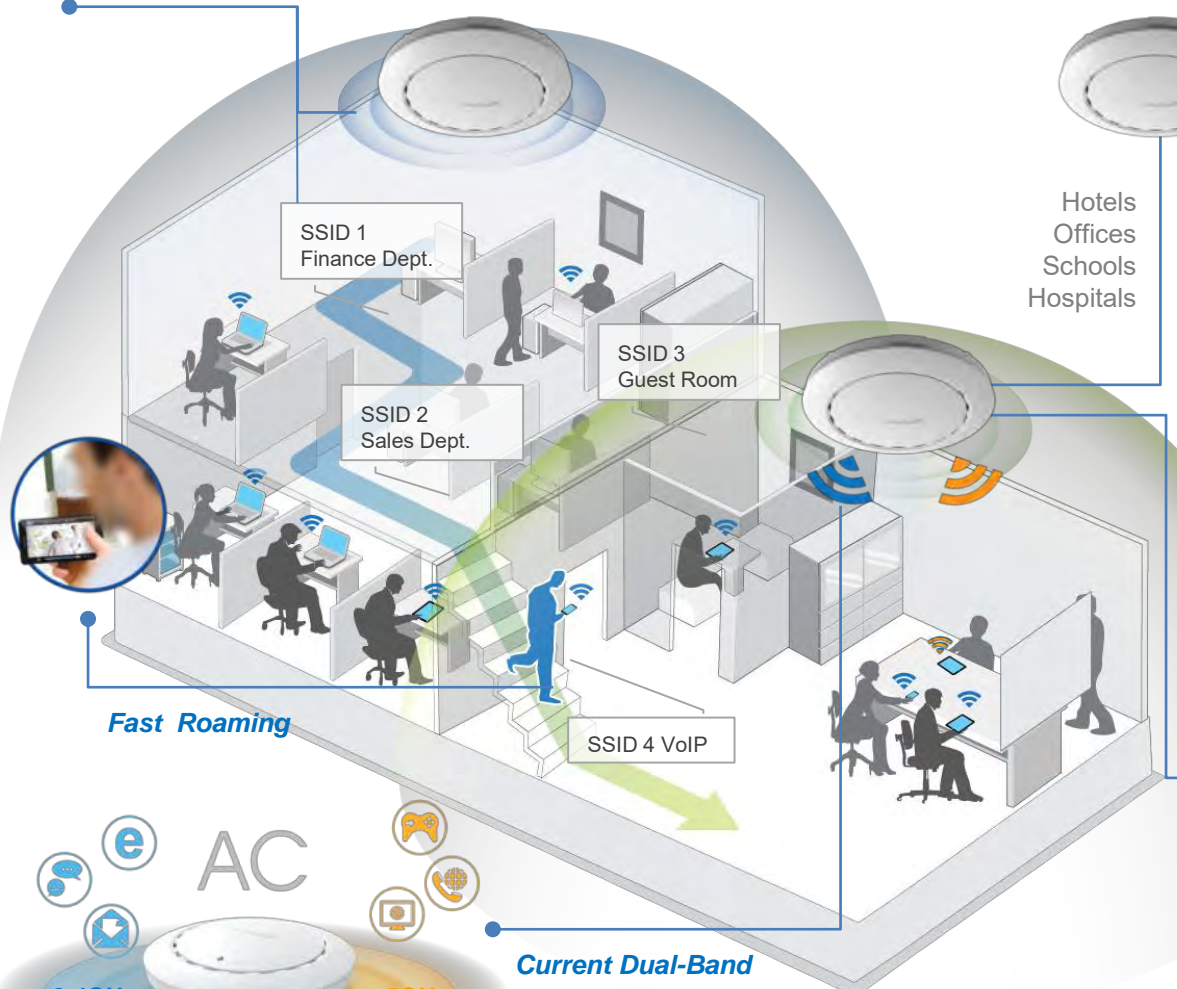 SSID 1
Finance Dept.
Hotels
Offices
Schools
Hospitals
SSID 3
Guest Room
SSID 2
Sales Dept.
Fast Roaming
SSID 4 VoIP
e
AC
Current Dual-Band